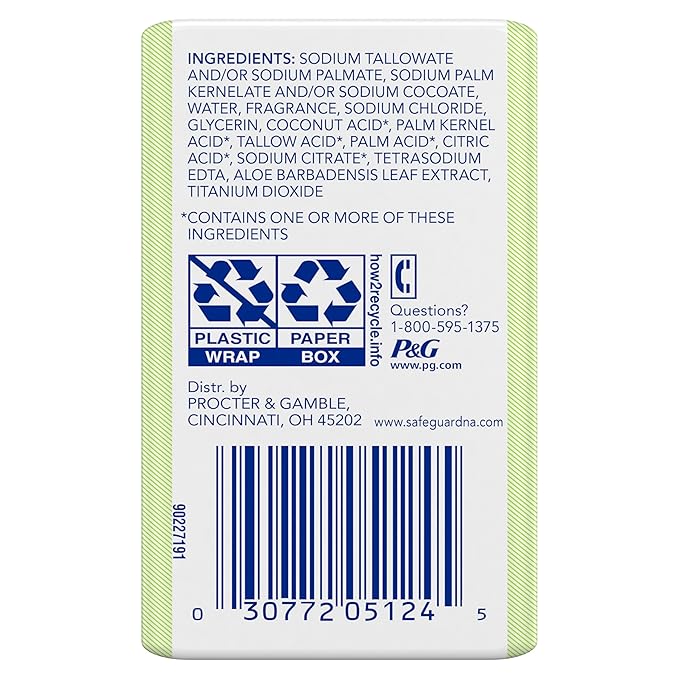 INGREDIENTS: SODIUM TALLOWATE
AND/OR SODIUM PALMATE, SODIUM PALM
KERNELATE AND/OR SODIUM COCOATE,
WATER, FRAGRANCE, SODIUM CHLORIDE,
GLYCERIN, COCONUT ACID*, PALM KERNEL
ACID*, TALLOW ACID*, PALM ACID*, CITRIC
ACID*, SODIUM CITRATE*, TETRASODIUM
EDTA, ALOE BARBADENSIS LEAF EXTRACT,
TITANIUM DIOXIDE
*CONTAINS ONE OR MORE OF THESE
INGREDIENTS
PLASTIC
WRAP
PAPER
BOX
how2recycle.info
Questions?
1-800-595-1375
P&G
www.pg.com
Distr. by
PROCTER & GAMBLE,
CINCINNATI, OH 45202
www.safeguardna.com
90227191
0 30772 05124 5